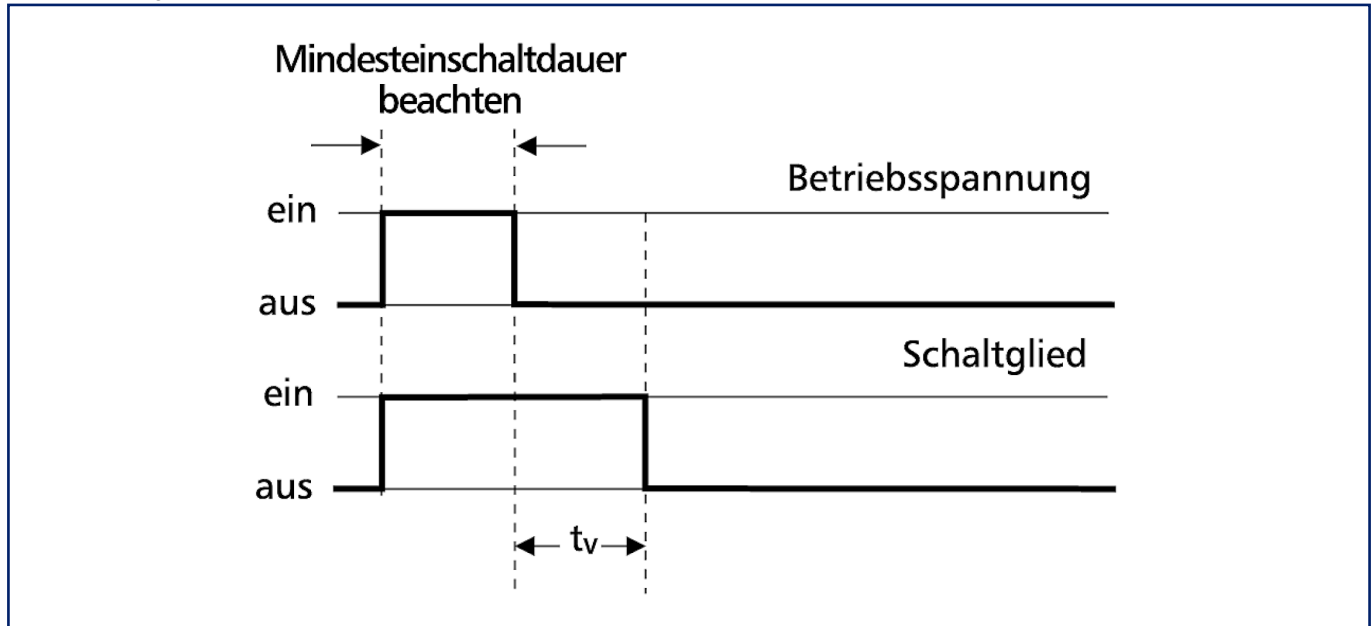 Mindesteinschaltdauer
beachten
Betriebsspannung
ein
aus
Schaltglied
ein
aus
tv